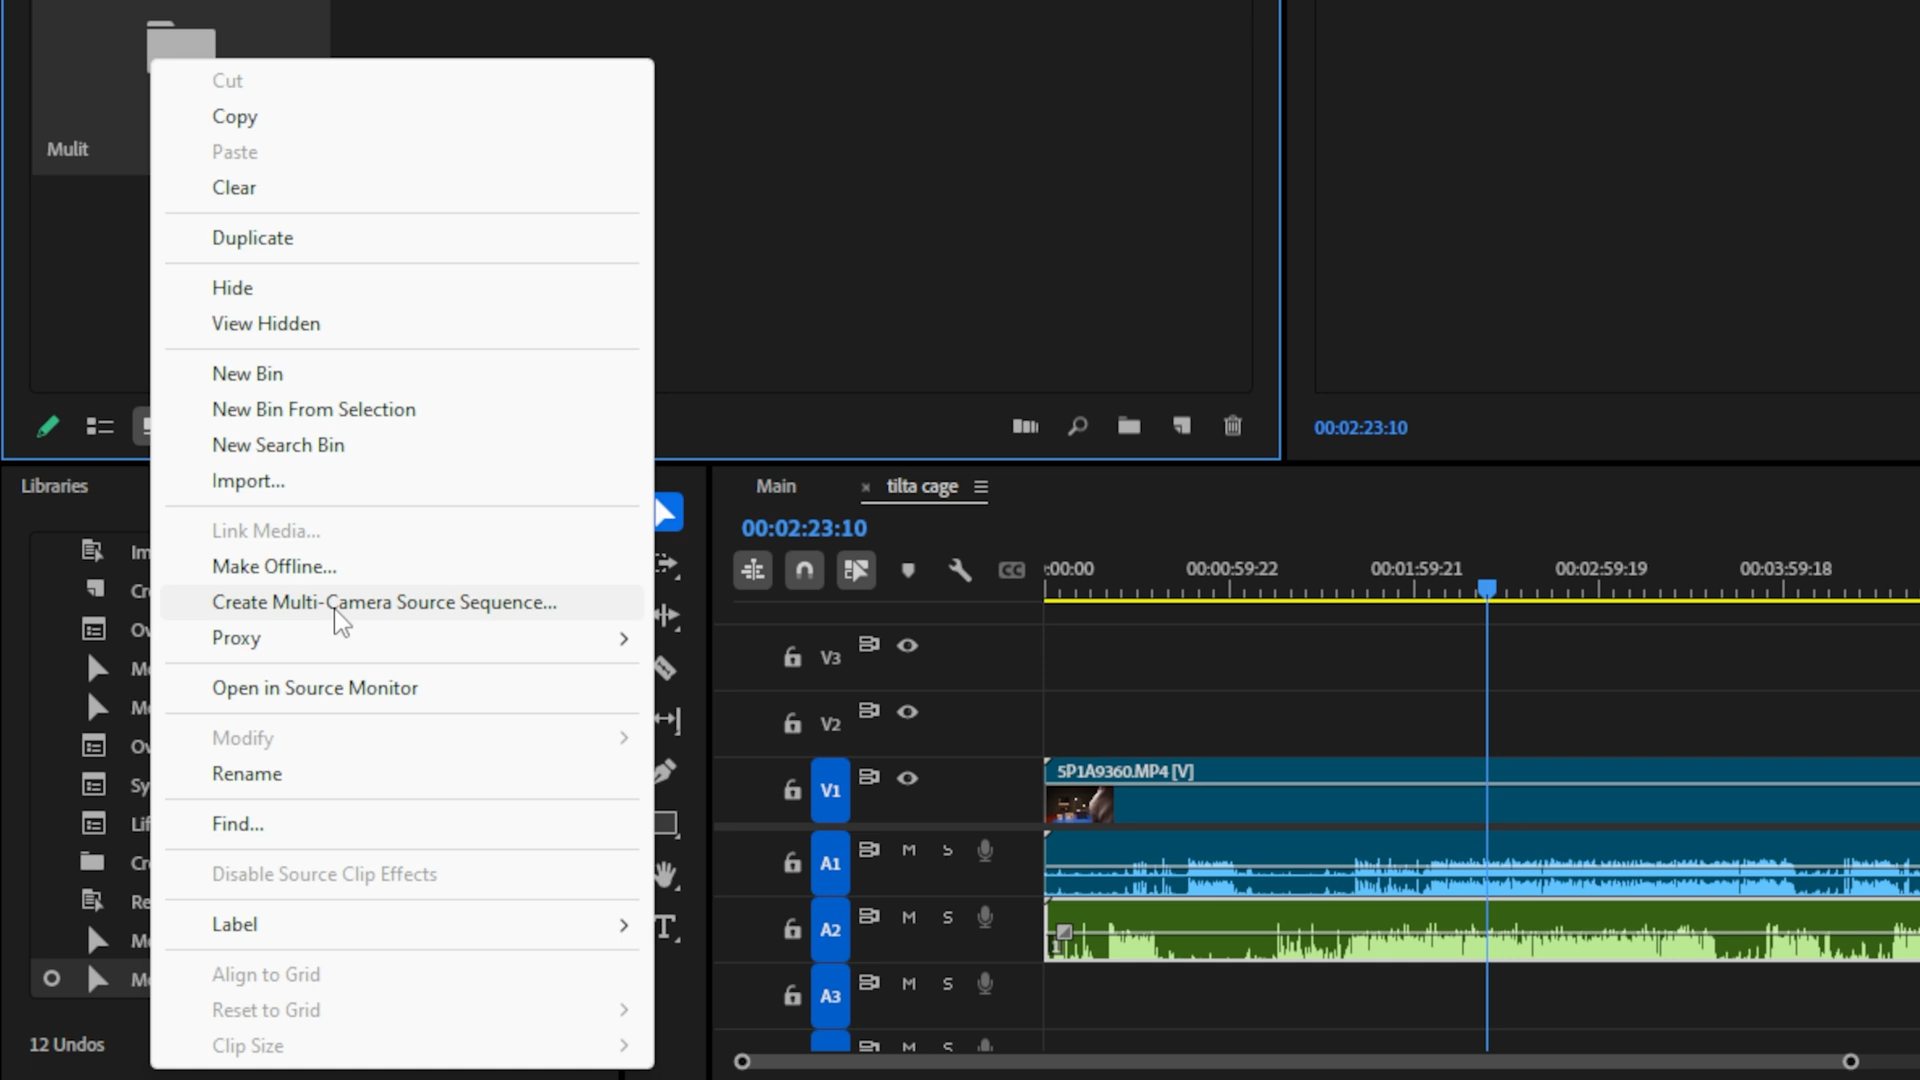 Mulit
Cut
Copy
Paste
Clear
Duplicate
Hide
View Hidden
New Bin
New Bin From Selection
New Search Bin
Import...
Link Media...
Make Offline...
Create Multi-Camera Source Sequence...
Proxy
Open in Source Monitor
Modify
Rename
Find...
Disable Source Clip Effects
Label
Align to Grid
Reset to Grid
Clip Size
00:02:23:10
Libraries
12 Undos
Main
tilta cage
00:02:23:10
:00:00 00:00:59:22 00:01:59:21 00:02:59:19 00:03:59:18
V3
V2
V1
5P1A9360.MP4 [V]
A1 M S
A2 M S
A3 M S
M S